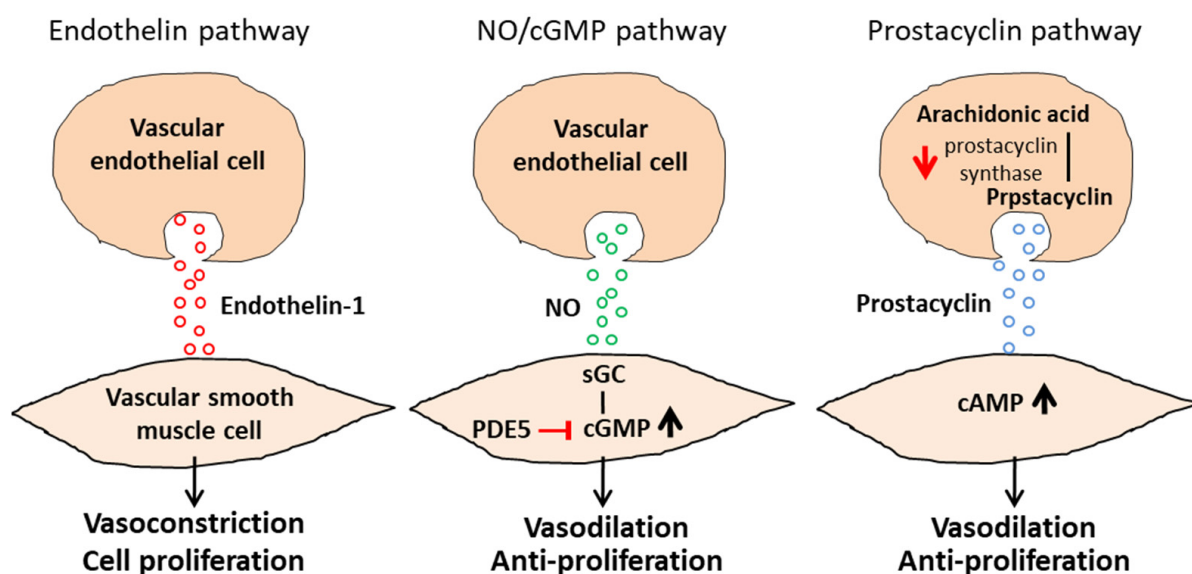 Endothelin pathway
Vascular
endothelial cell
Endothelin-1
Vascular smooth
muscle cell
Vasoconstriction
Cell proliferation
NO/cGMP pathway
Vascular
endothelial cell
NO
sGC
PDE5 cGMP
Vasodilation
Anti-proliferation
Prostacyclin pathway
Arachidonic acid
prostacyclin
synthase
Prpstacyclin
Prostacyclin
cAMP
Vasodilation
Anti-proliferation